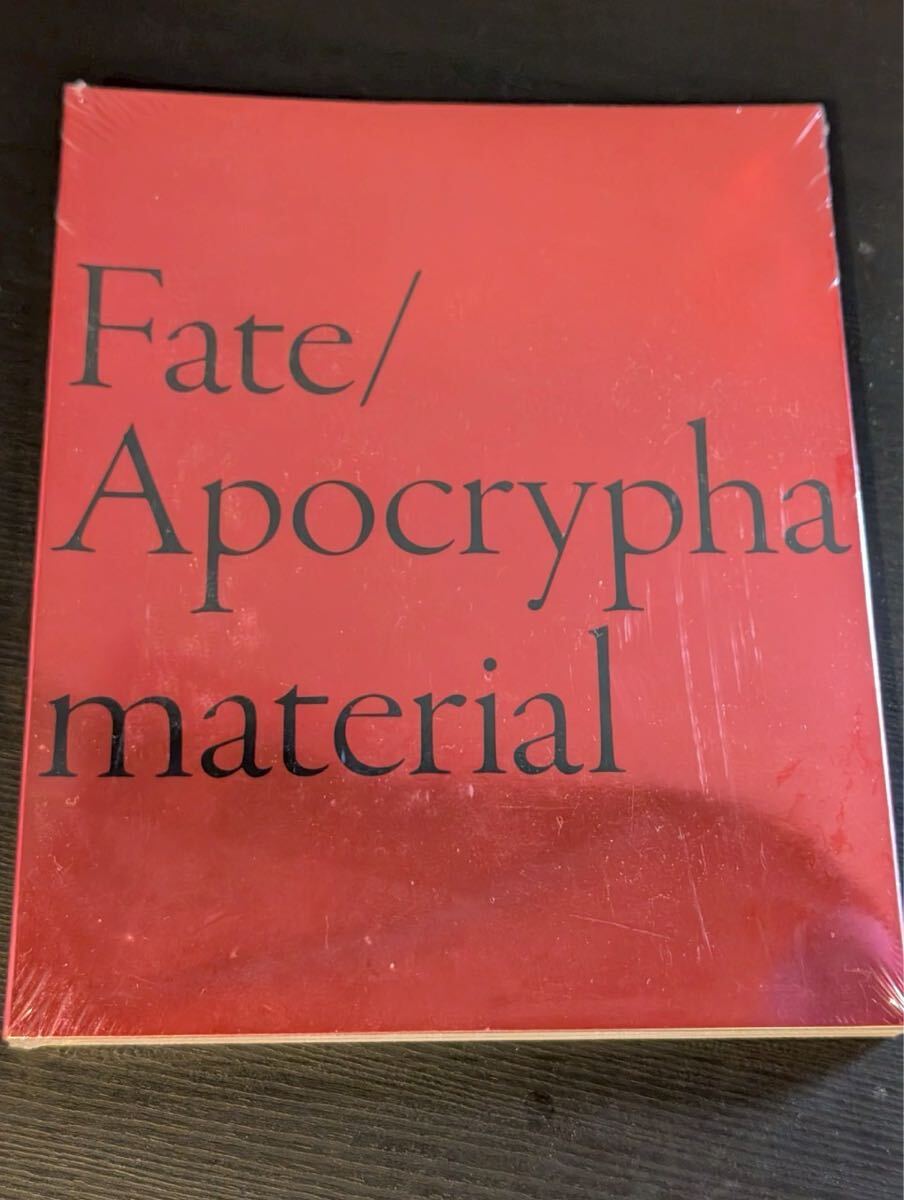 Fate/
Apocrypha
material